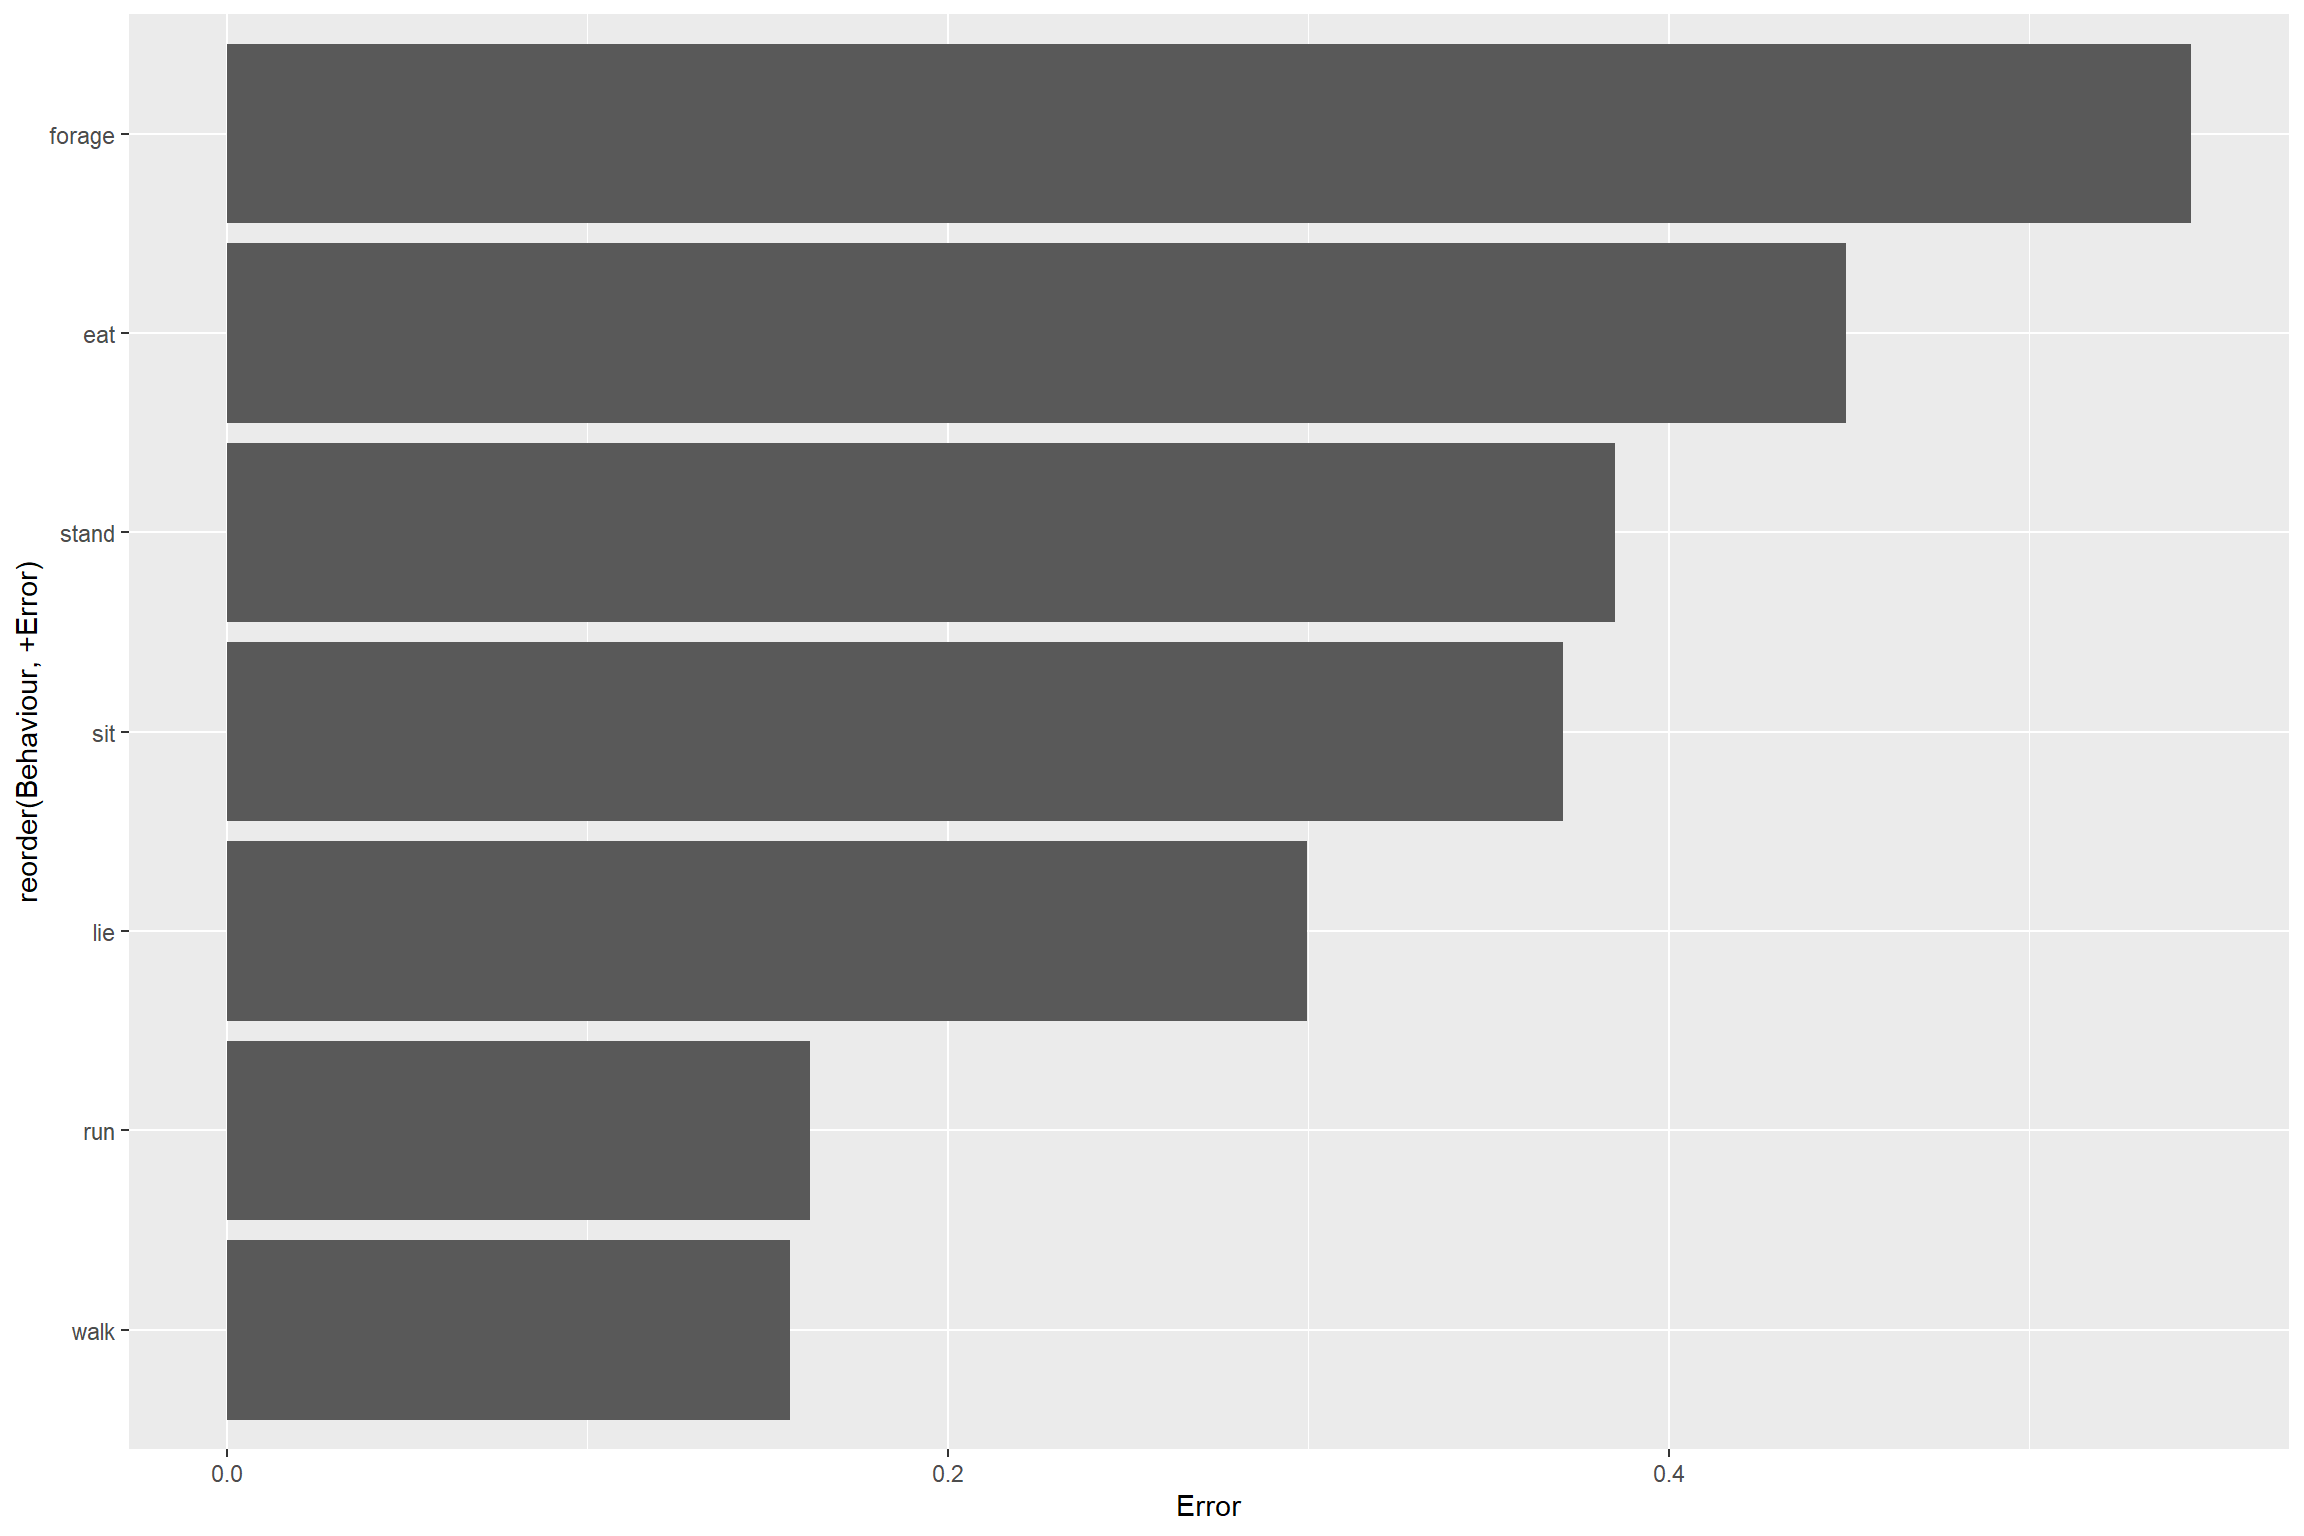 forage
eat
stand
sit
lie
run
walk
reorder(Behaviour, +Error)
0.0 0.2 0.4
Error